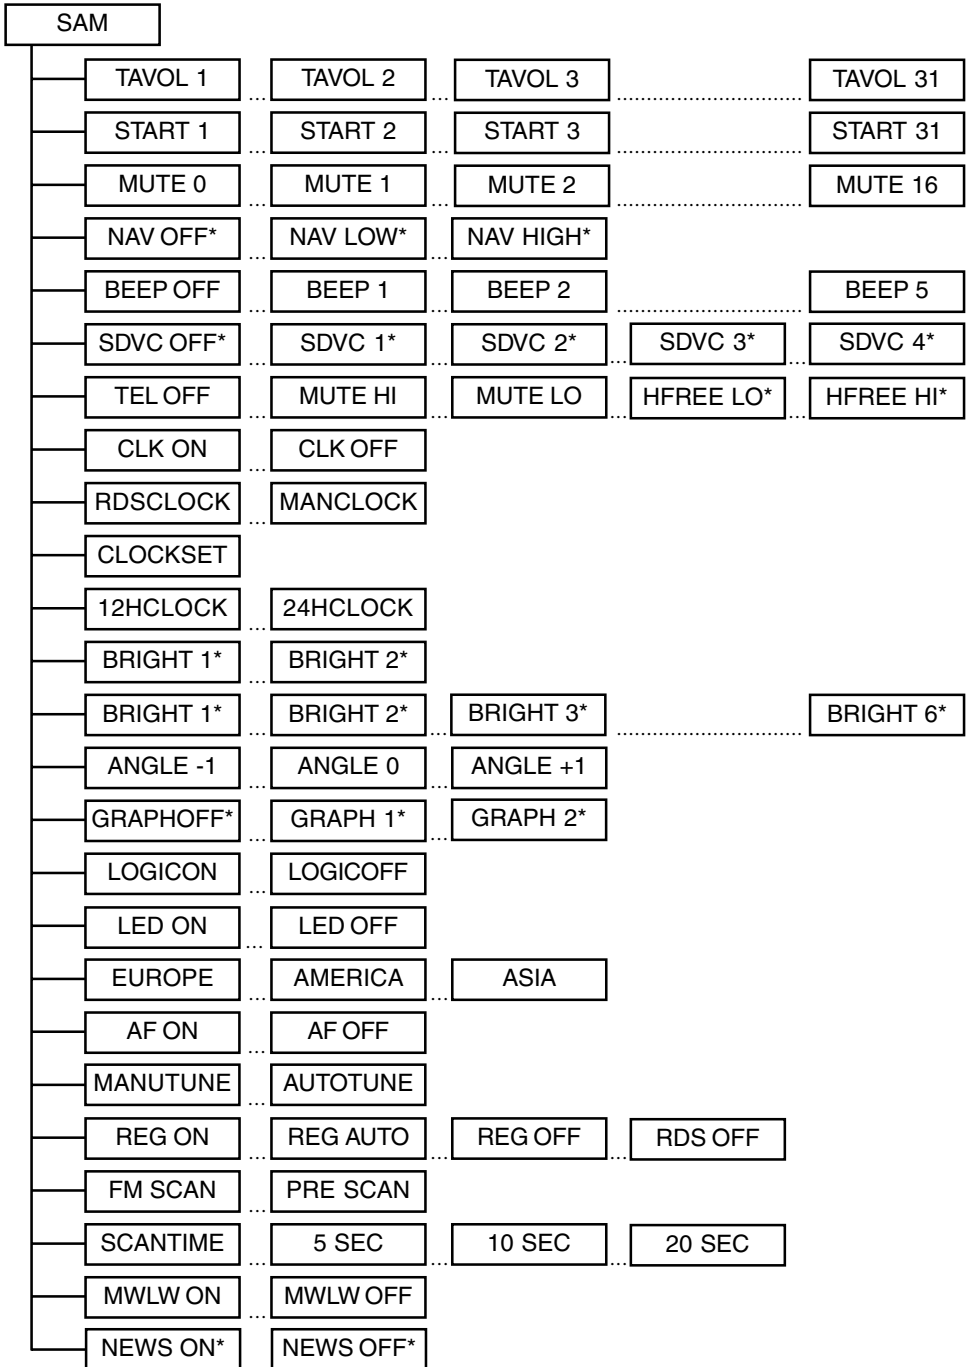 SAM
TAVOL 1 ... TAVOL 2 ... TAVOL 3 ... TAVOL 31
START 1 ... START 2 ... START 3 ... START 31
MUTE 0 ... MUTE 1 ... MUTE 2 ... MUTE 16
NAV OFF* ... NAV LOW* ... NAV HIGH*
BEEP OFF ... BEEP 1 ... BEEP 2 ... BEEP 5
SDVC OFF* ... SDVC 1* ... SDVC 2* ... SDVC 3* ... SDVC 4*
TEL OFF ... MUTE HI ... MUTE LO ... HFREE LO* ... HFREE HI*
CLK ON ... CLK OFF
RDSCLOCK ... MANCLOCK
CLOCKSET
12HCLOCK ... 24HCLOCK
BRIGHT 1* ... BRIGHT 2*
BRIGHT 1* ... BRIGHT 2* ... BRIGHT 3* ... BRIGHT 6*
ANGLE -1 ... ANGLE 0 ... ANGLE +1
GRAPHOFF* ... GRAPH 1* ... GRAPH 2*
LOGICON ... LOGICOFF
LED ON ... LED OFF
EUROPE ... AMERICA ... ASIA
AF ON ... AF OFF
MANUTUNE ... AUTOTUNE
REG ON ... REG AUTO ... REG OFF ... RDS OFF
FM SCAN ... PRE SCAN
SCANTIME ... 5 SEC ... 10 SEC ... 20 SEC
MWLW ON ... MWLW OFF
NEWS ON* NEWS OFF*